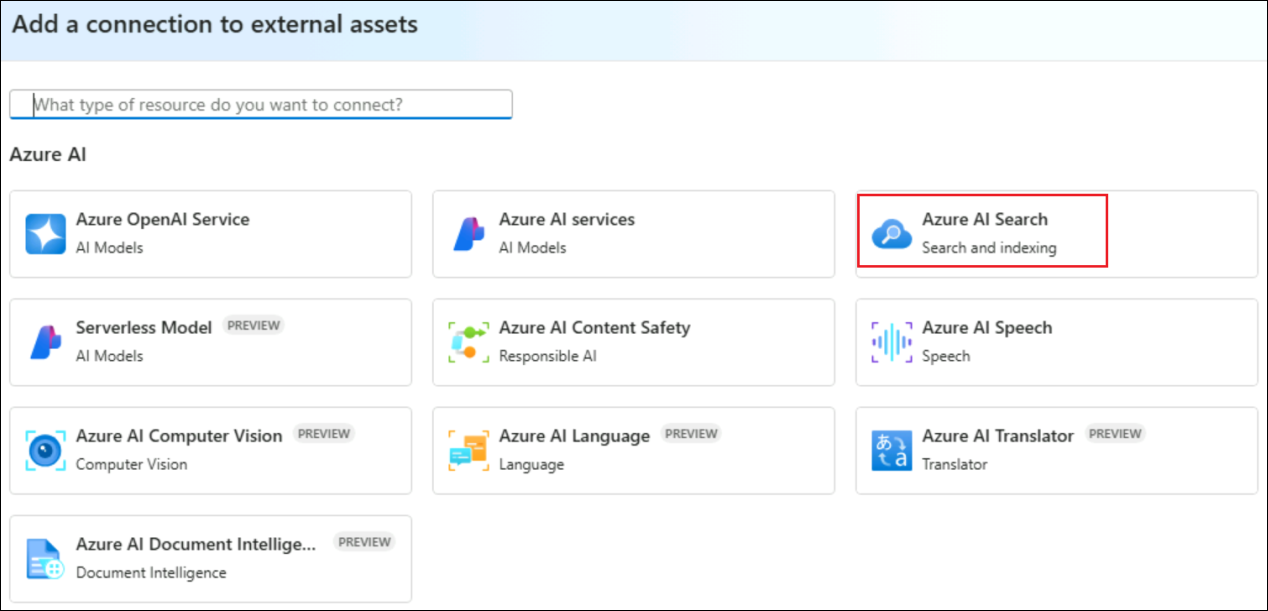 Add a connection to external assets
What type of resource do you want to connect?
Azure AI
Azure OpenAI Service
AI Models
Azure AI services
AI Models
Azure AI Search
Search and indexing
Serverless Model PREVIEW
AI Models
Azure AI Content Safety
Responsible AI
Azure AI Speech
Speech
Azure AI Computer Vision PREVIEW
Computer Vision
Azure AI Language PREVIEW
Language
あ a
Azure AI Translator PREVIEW
Translator
Azure AI Document Intellige... PREVIEW
Document Intelligence